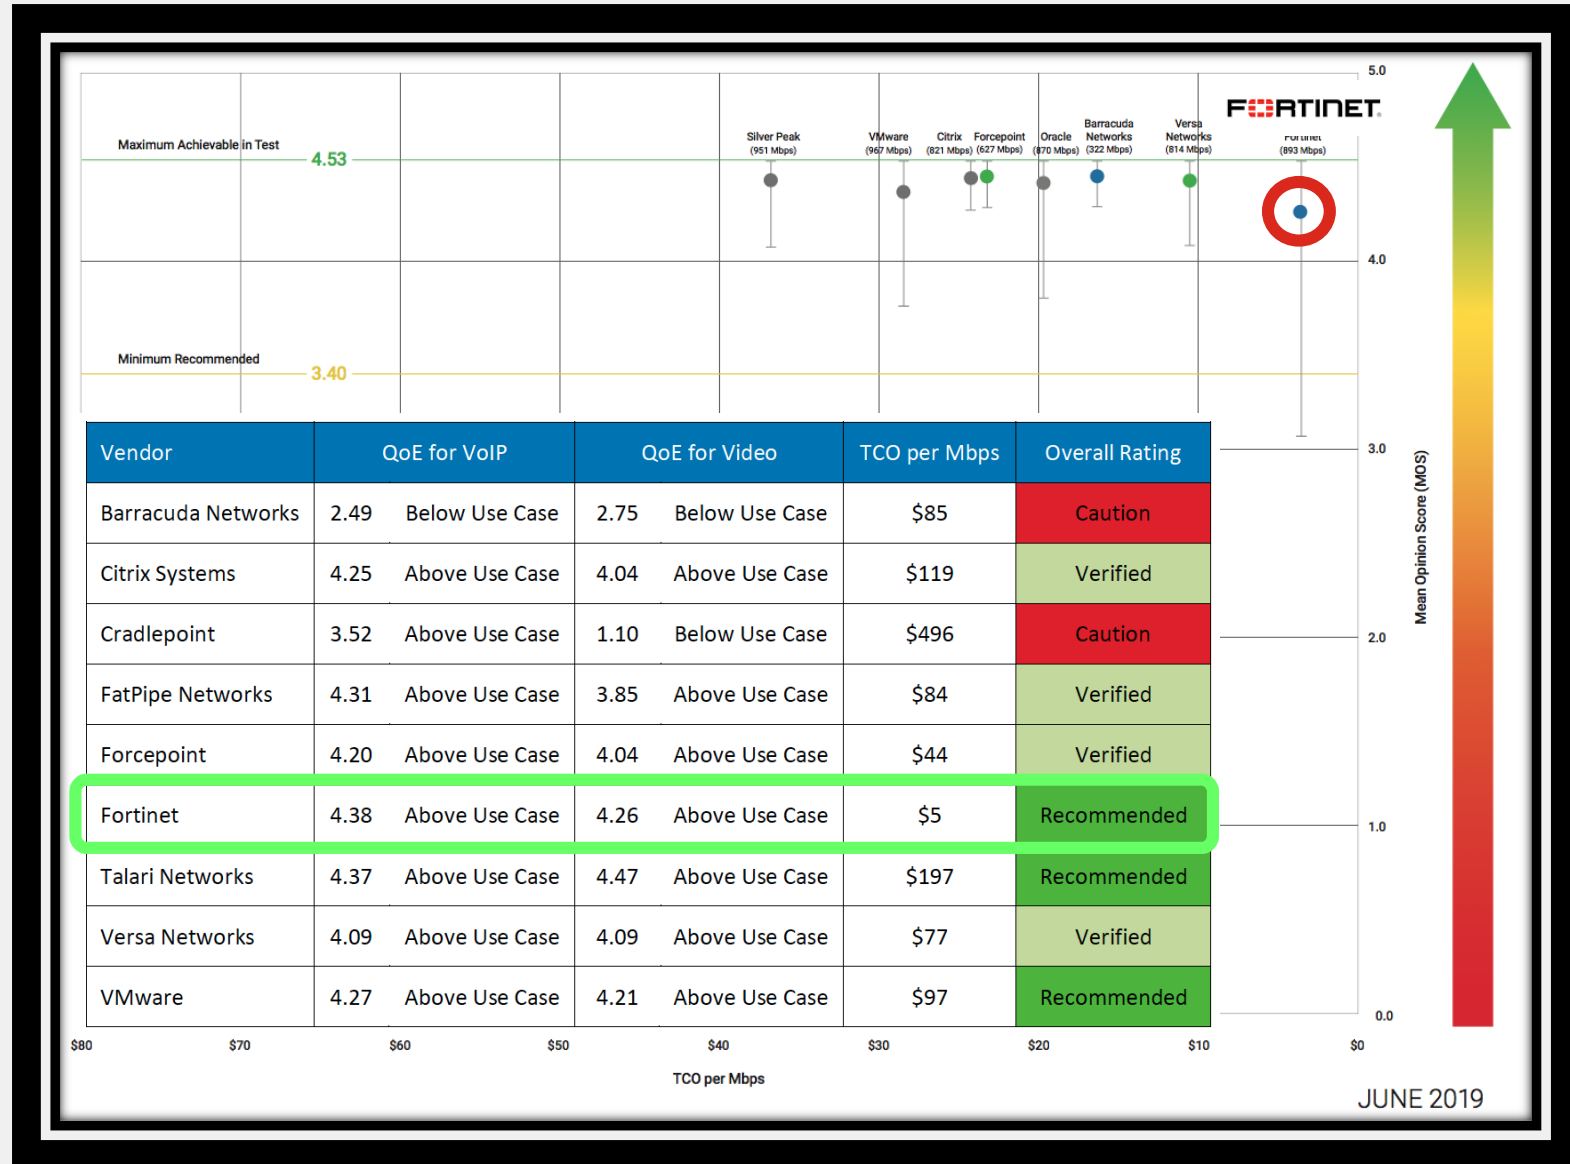 5.0
FORTINET
Maximum Achievable in Test
4.53
Silver Peak
(951 Mbps)
VMware
(967 Mbps)
Citrix
(821 Mbps)
Forcepoint
(627 Mbps)
Oracle
(870 Mbps)
Barracuda
Networks
(322 Mbps)
Versa
Networks
(814 Mbps)
Fortinet
(893 Mbps)
4.0
Minimum Recommended
3.40
3.0
Vendor QoE for VoIP QoE for Video TCO per Mbps Overall Rating
Barracuda Networks 2.49 Below Use Case 2.75 Below Use Case $85 Caution
Citrix Systems 4.25 Above Use Case 4.04 Above Use Case $119 Verified
Cradlepoint 3.52 Above Use Case 1.10 Below Use Case $496 Caution
FatPipe Networks 4.31 Above Use Case 3.85 Above Use Case $84 Verified
Forcepoint 4.20 Above Use Case 4.04 Above Use Case $44 Verified
Fortinet 4.38 Above Use Case 4.26 Above Use Case $5 Recommended
Talari Networks 4.37 Above Use Case 4.47 Above Use Case $197 Recommended
Versa Networks 4.09 Above Use Case 4.09 Above Use Case $77 Verified
VMware 4.27 Above Use Case 4.21 Above Use Case $97 Recommended
Mean Opinion Score (MOS)
2.0
1.0
0.0
$80 $70 $60 $50 $40 $30 $20 $10 $0
TCO per Mbps
JUNE 2019